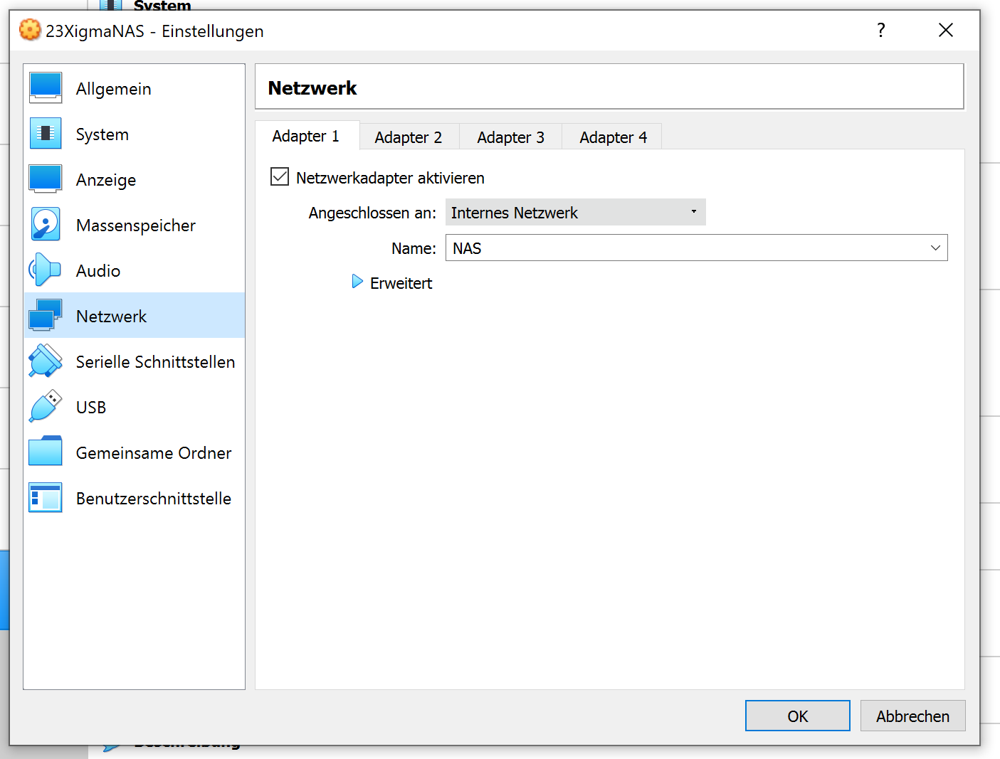 System
23XigmaNAS - Einstellungen
?
Allgemein
System
Anzeige
Massenspeicher
Audio
Netzwerk
Serielle Schnittstellen
USB
Gemeinsame Ordner
Benutzerschnittstelle
Netzwerk
Adapter 1
Adapter 2
Adapter 3
Adapter 4
Netzwerkadapter aktivieren
Angeschlossen an: Internes Netzwerk
Name: NAS
Erweitert
OK
Abbrechen
Beschreibung